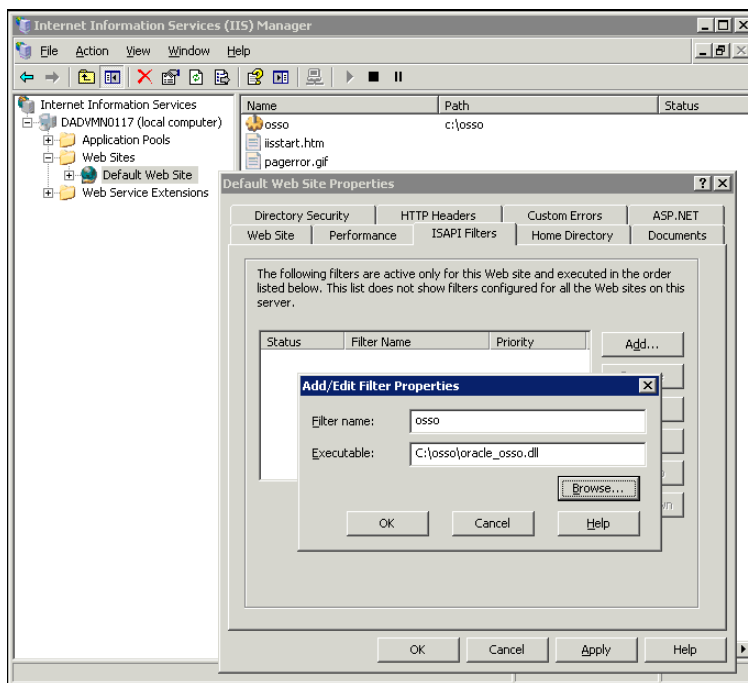 Internet Information Services (IIS) Manager
File Action View Window Help
Internet Information Services
DADVMN0117 (local computer)
Application Pools
Web Sites
Default Web Site
Web Service Extensions
Name Path Status
osso c:\osso
iisstart.htm
pagerror.gif
Default Web Site Properties
Directory Security HTTP Headers Custom Errors ASP.NET
Web Site Performance ISAPI Filters Home Directory Documents
The following filters are active only for this Web site and executed in the order
listed below. This list does not show filters configured for all the Web sites on this
server.
Status Filter Name Priority
Add...
Add/Edit Filter Properties
Filter name: osso
Executable: C:\osso\oracle_osso.dll
Browse...
OK Cancel Help
OK Cancel Apply Help